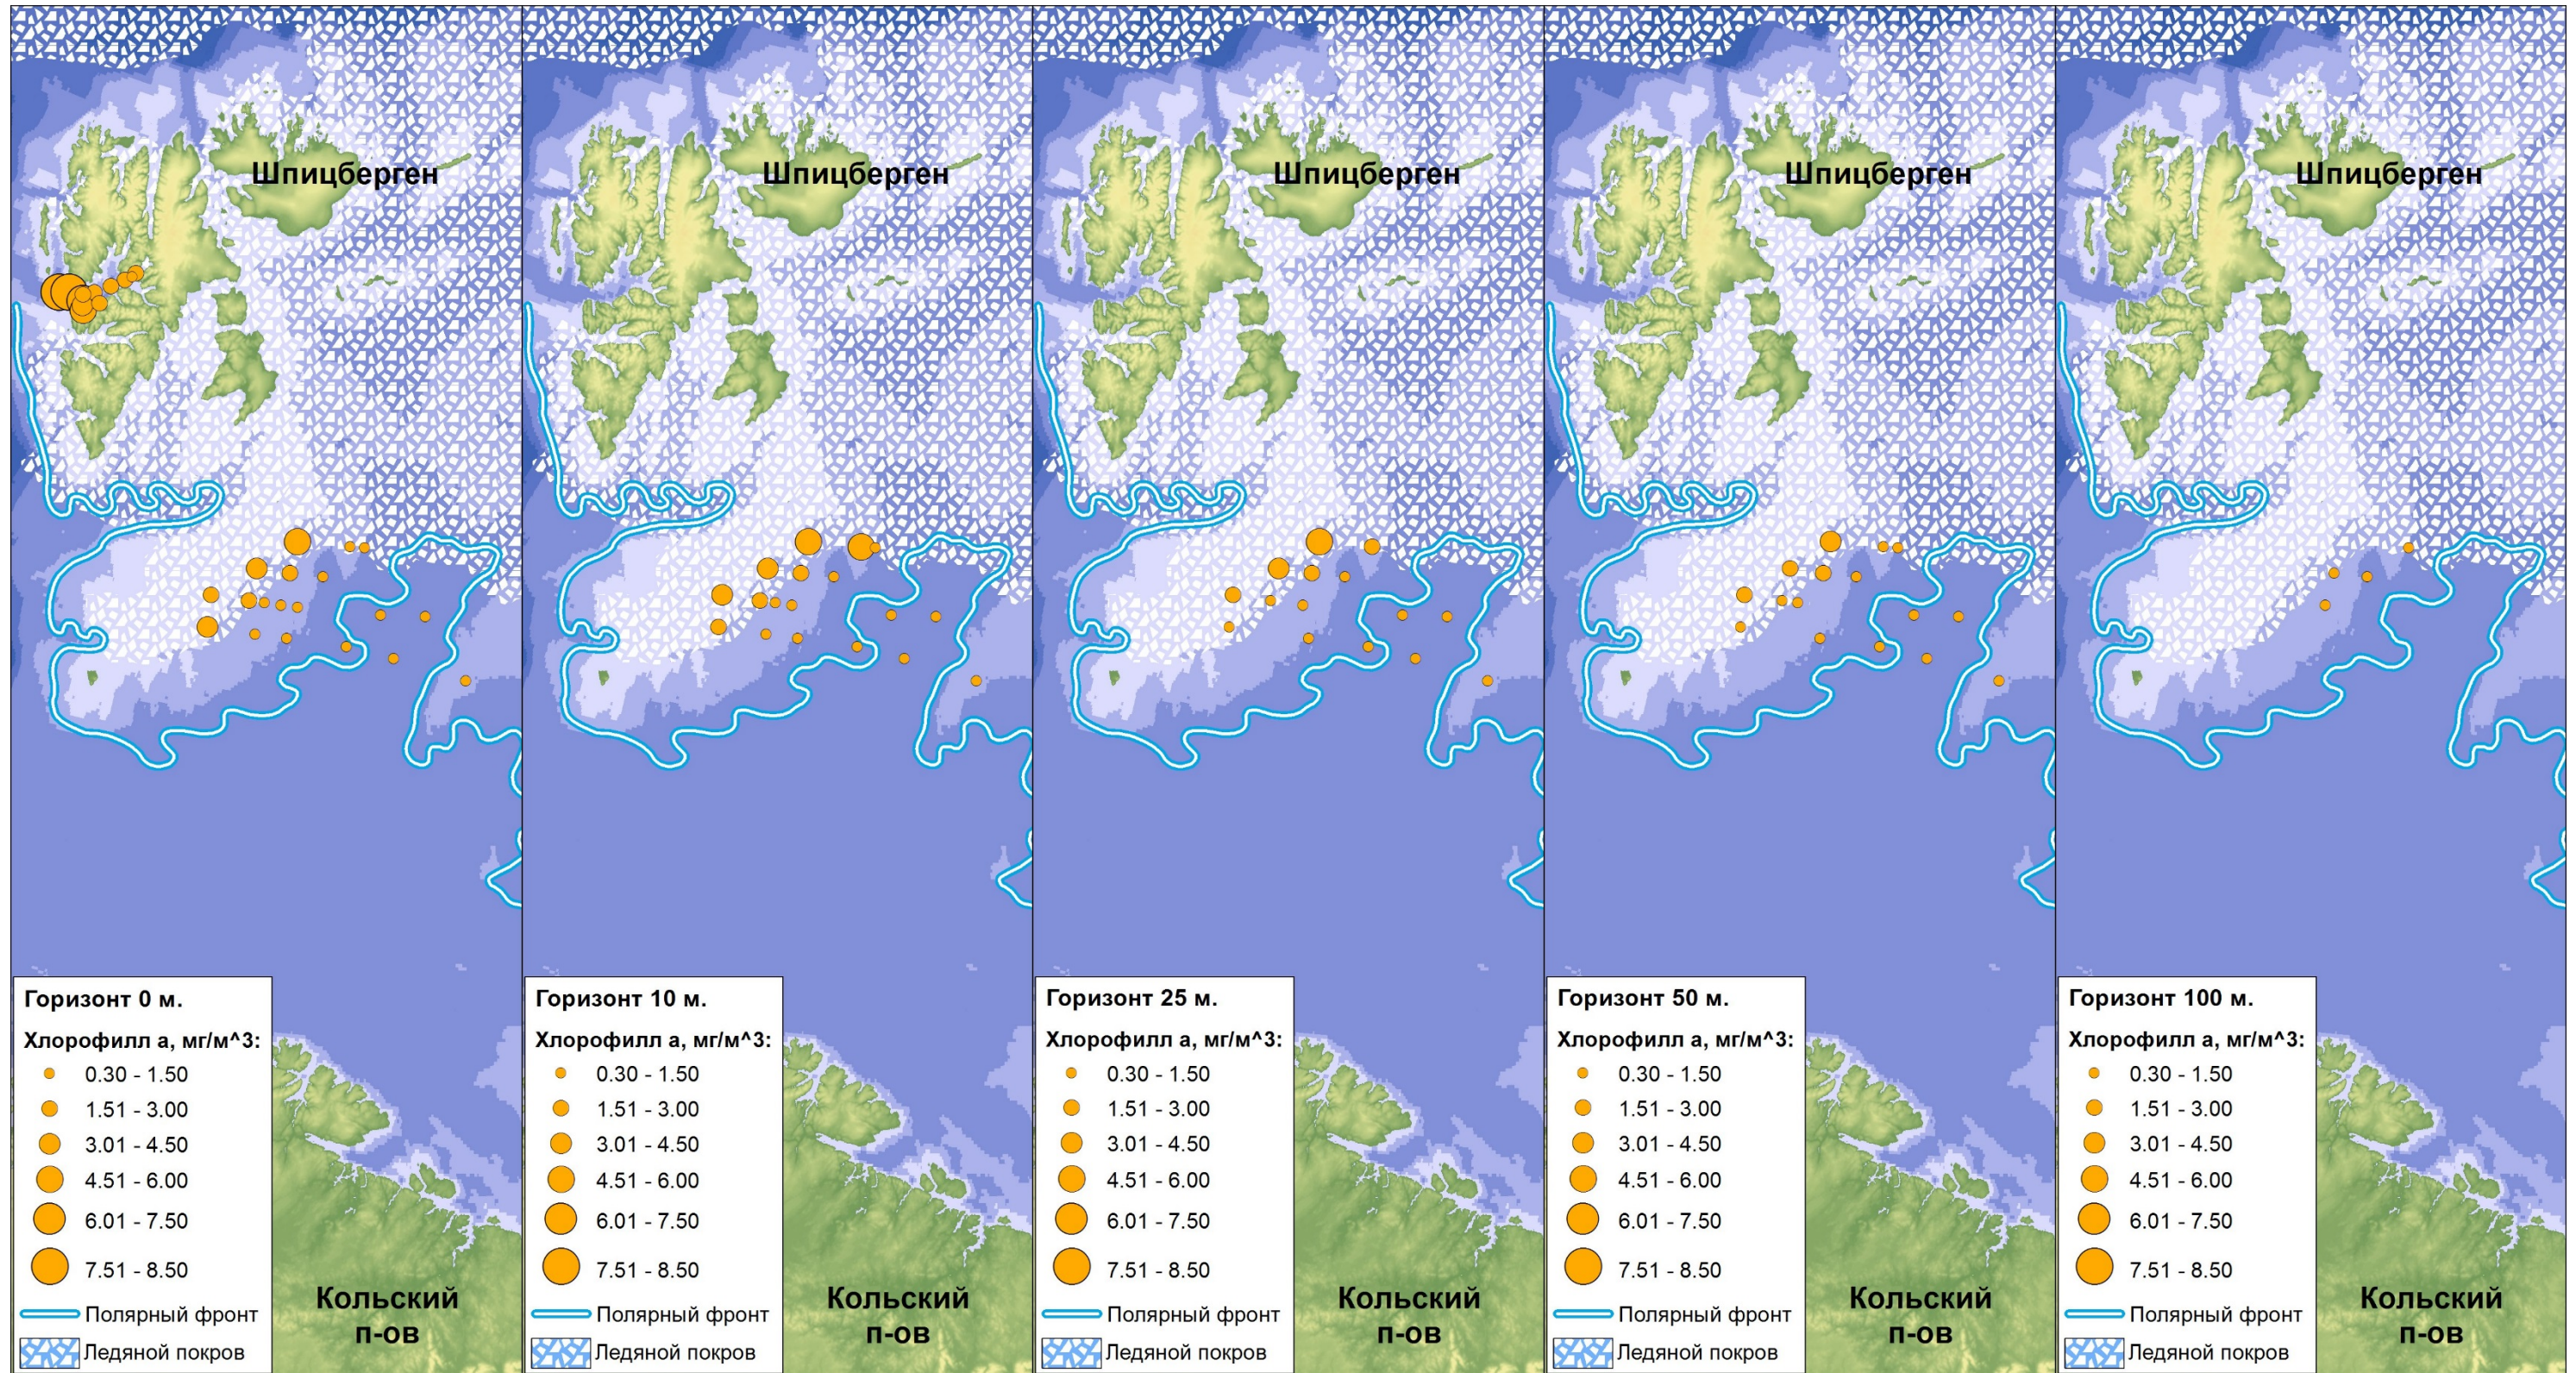 Шпицберген
Горизонт 0 м.
Хлорофилл а, мг/м^3:
0.30 - 1.50
1.51 - 3.00
3.01 - 4.50
4.51 - 6.00
6.01 - 7.50
7.51 - 8.50
Полярный фронт
Ледяной покров
Кольский
п-ов
Шпицберген
Горизонт 10 м.
Хлорофилл а, мг/м^3:
0.30 - 1.50
1.51 - 3.00
3.01 - 4.50
4.51 - 6.00
6.01 - 7.50
7.51 - 8.50
Полярный фронт
Ледяной покров
Кольский
п-ов
Шпицберген
Горизонт 25 м.
Хлорофилл а, мг/м^3:
0.30 - 1.50
1.51 - 3.00
3.01 - 4.50
4.51 - 6.00
6.01 - 7.50
7.51 - 8.50
Полярный фронт
Ледяной покров
Кольский
п-ов
Шпицберген
Горизонт 50 м.
Хлорофилл а, мг/м^3:
0.30 - 1.50
1.51 - 3.00
3.01 - 4.50
4.51 - 6.00
6.01 - 7.50
7.51 - 8.50
Полярный фронт
Ледяной покров
Кольский
п-ов
Шпицберген
Горизонт 100 м.
Хлорофилл а, мг/м^3:
0.30 - 1.50
1.51 - 3.00
3.01 - 4.50
4.51 - 6.00
6.01 - 7.50
7.51 - 8.50
Полярный фронт
Ледяной покров
Кольский
п-ов